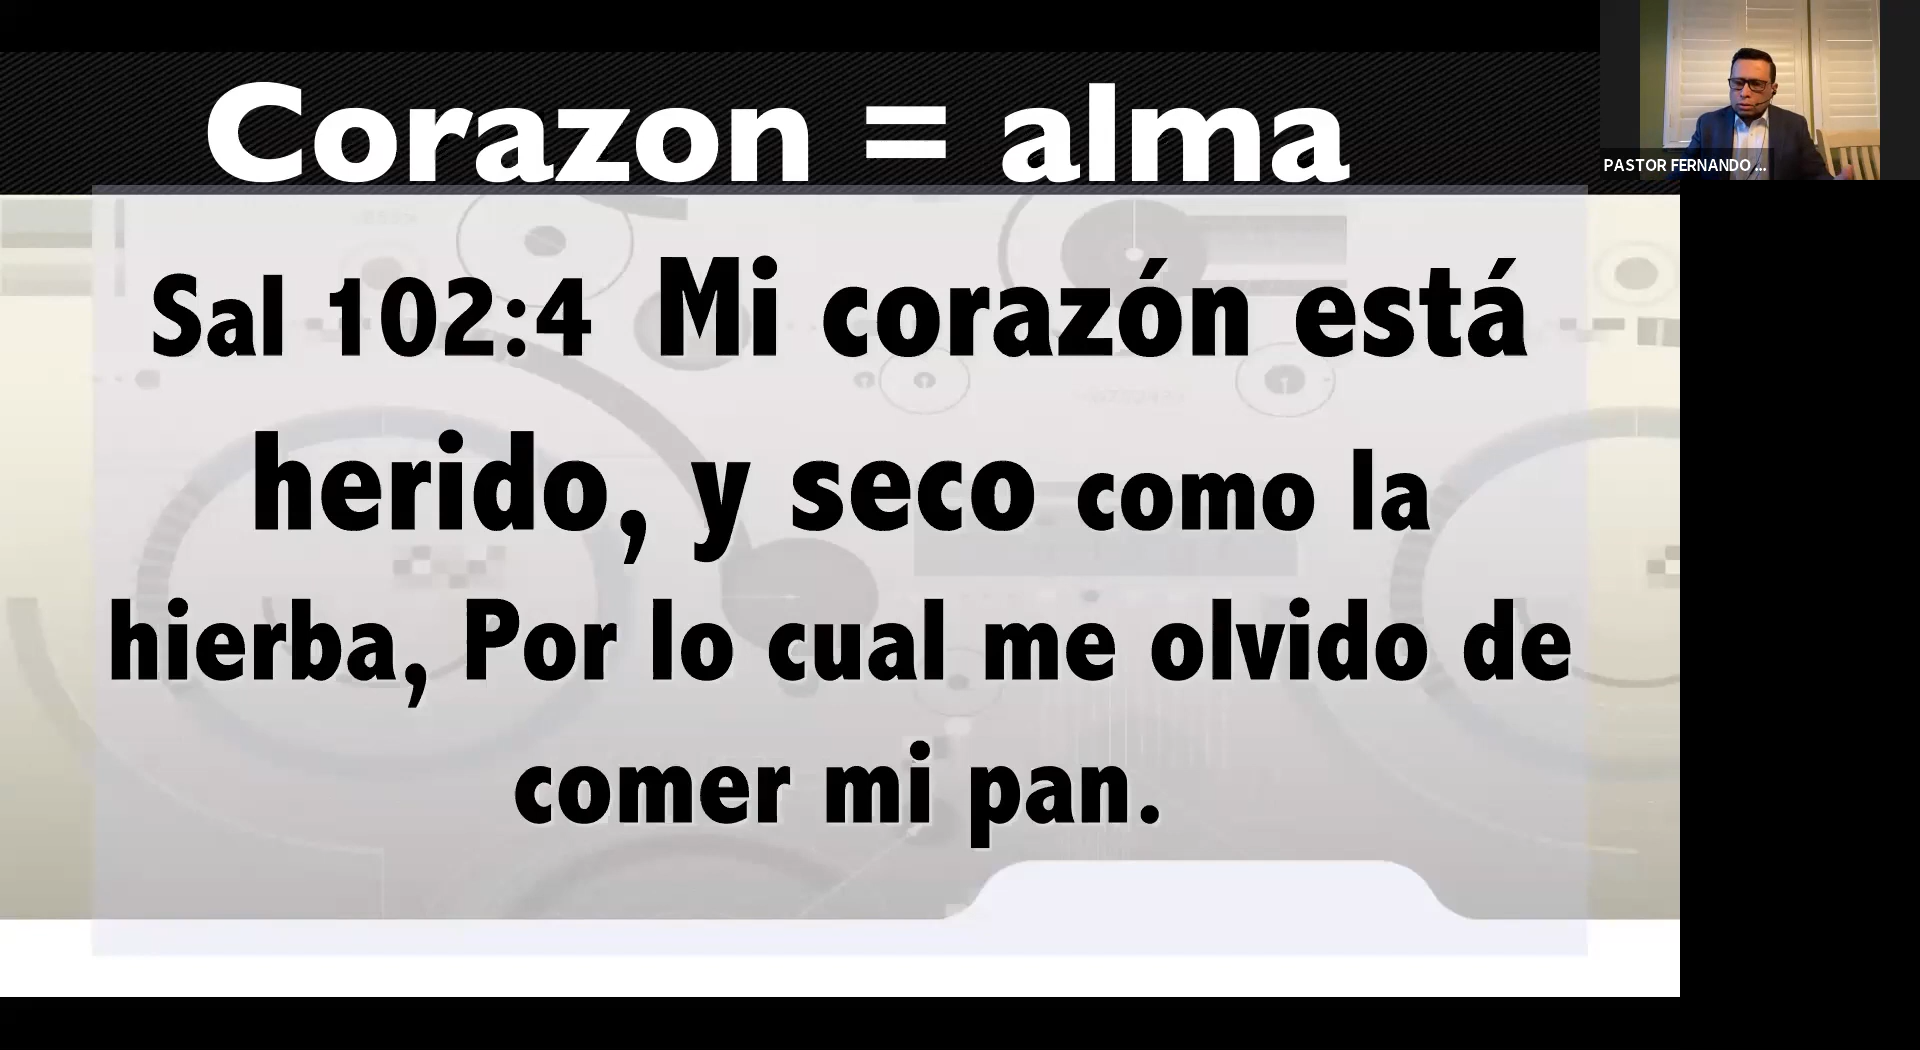 Corazon = alma
PASTOR FERNANDO ...
Sal 102:4 Mi corazón está
herido, y seco como la
hierba, Por lo cual me olvido de
comer mi pan.